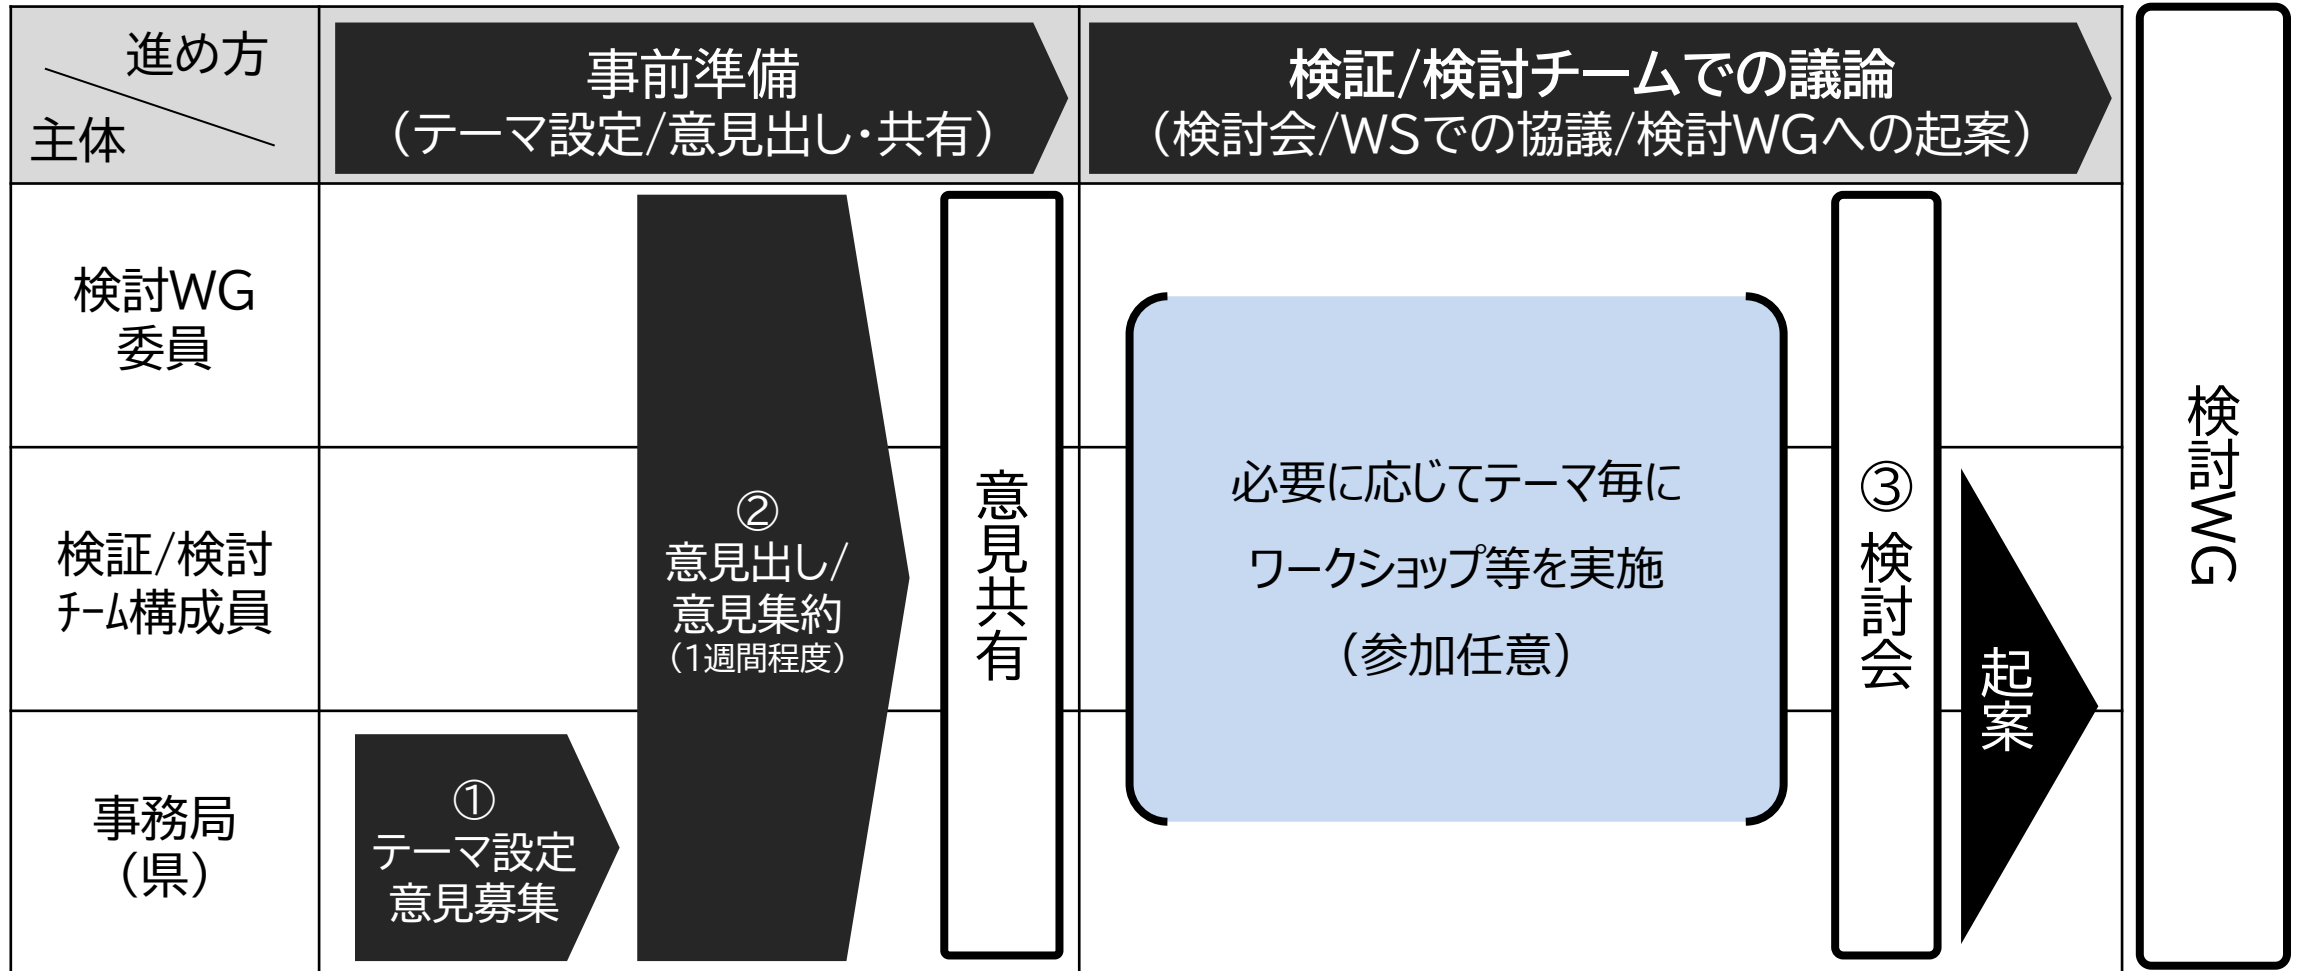 進め方
主体
事前準備
（テーマ設定/意見出し・共有）
検証/検討チームでの議論
（検討会/WSでの協議/検討WGへの起案）
検討WG
委員
検証/検討
ﾁｰﾑ構成員
事務局
（県）
①
テーマ設定
意見募集
②
意見出し/
意見集約
（1週間程度）
意見共有
必要に応じてテーマ毎に
ワークショップ等を実施
（参加任意）
③検討会
起案
検討WG